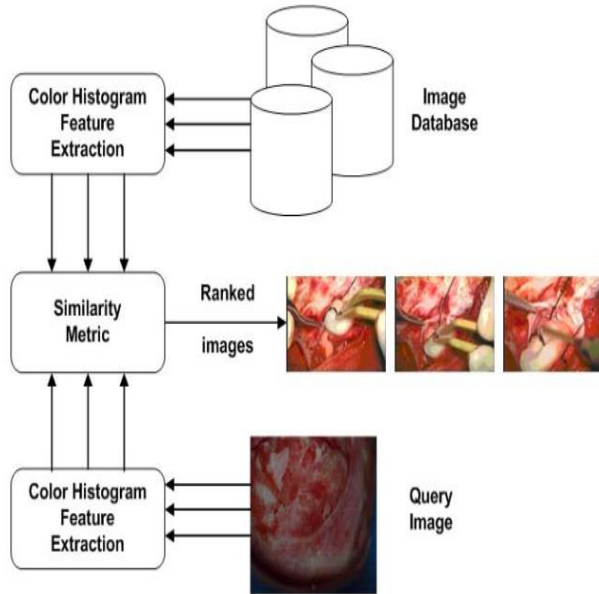 Color Histogram
Feature
Extraction
Image
Database
Similarity
Metric
Ranked
images
Color Histogram
Feature
Extraction
Query
Image